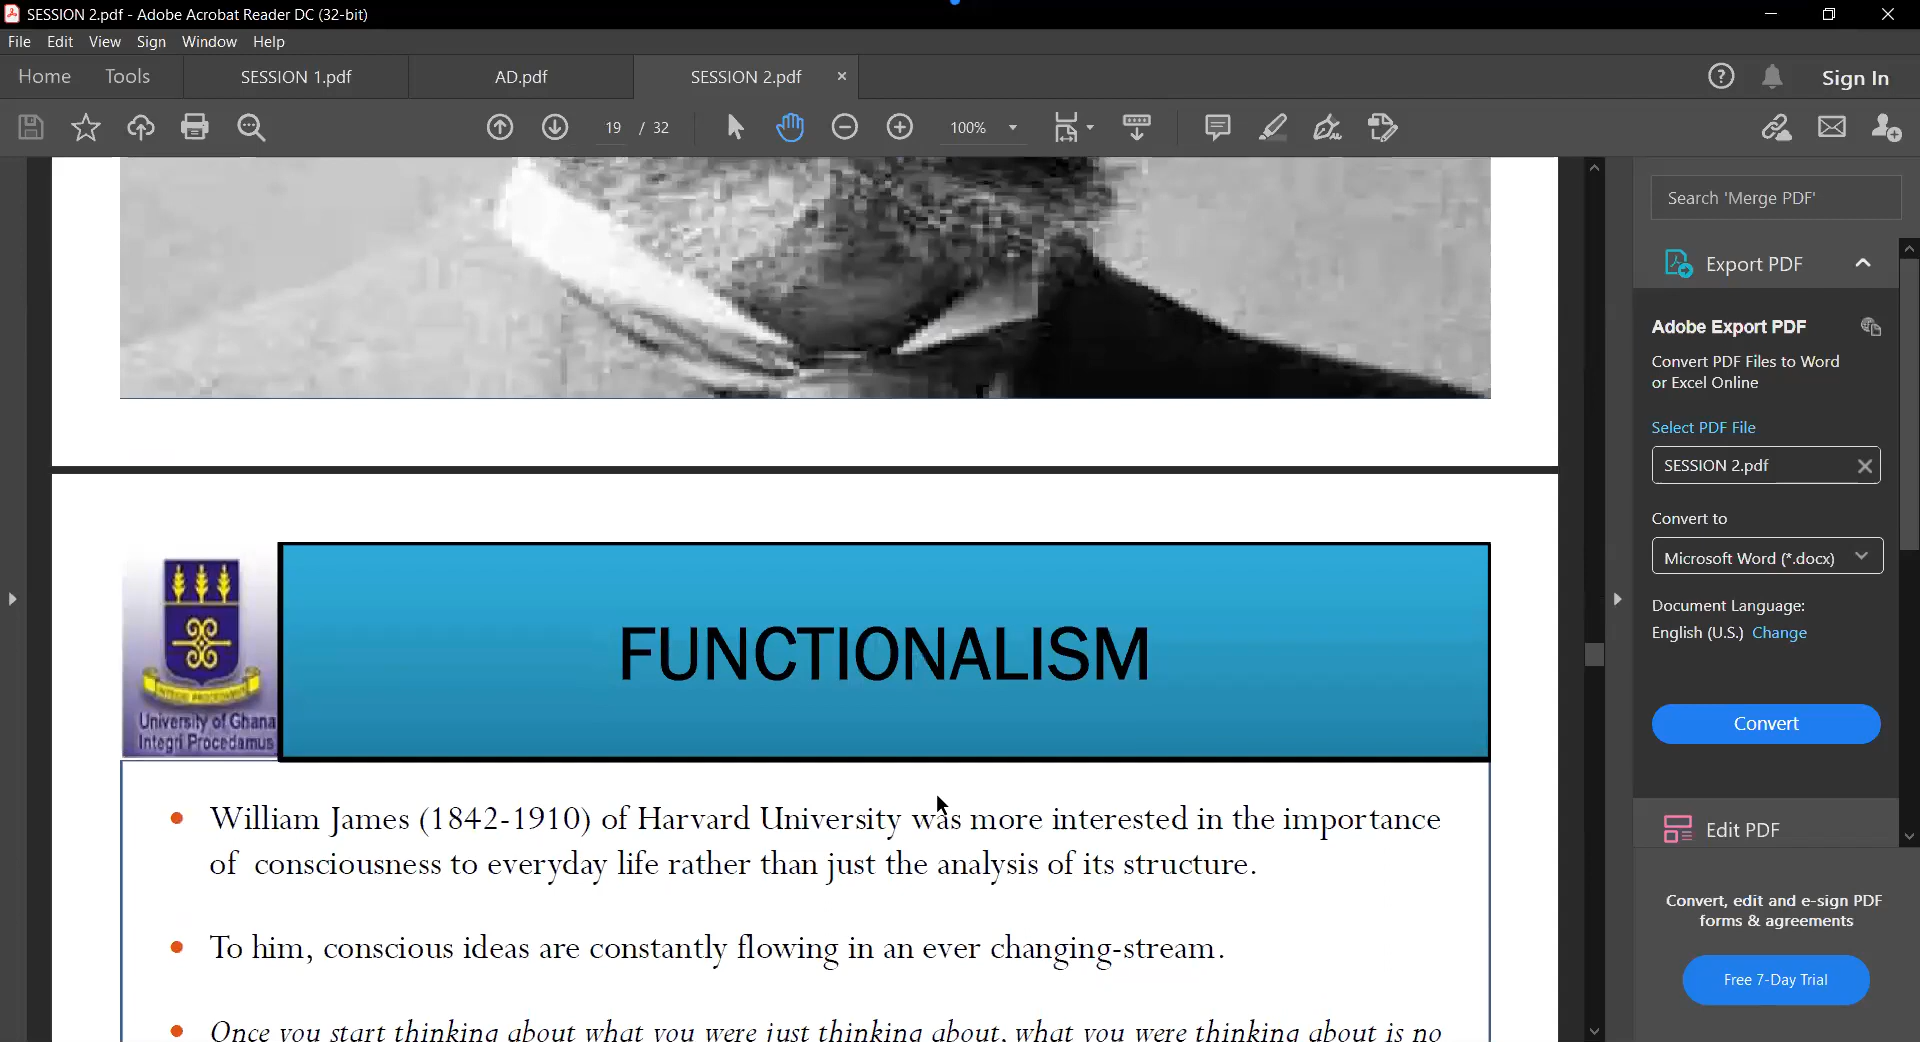 SESSION 2.pdf - Adobe Acrobat Reader DC (32-bit)
File Edit View Sign Window Help
Home Tools SESSION 1.pdf AD.pdf SESSION 2.pdf Sign In
19 / 32 100%
Search 'Merge PDF'
Export PDF
Adobe Export PDF
Convert PDF Files to Word
or Excel Online
Select PDF File
SESSION 2.pdf
Convert to
Microsoft Word (*.docx)
Document Language:
English (U.S.) Change
Convert
Edit PDF
Convert, edit and e-sign PDF
forms & agreements
Free 7-Day Trial
INTEGRI PROCEDAMUS
University of Ghana
Integri Procedamus
FUNCTIONALISM
• William James (1842-1910) of Harvard University was more interested in the importance
of consciousness to everyday life rather than just the analysis of its structure.
• To him, conscious ideas are constantly flowing in an ever changing-stream.
• Once you start thinking about what you were just thinking about, what you were thinking about is no